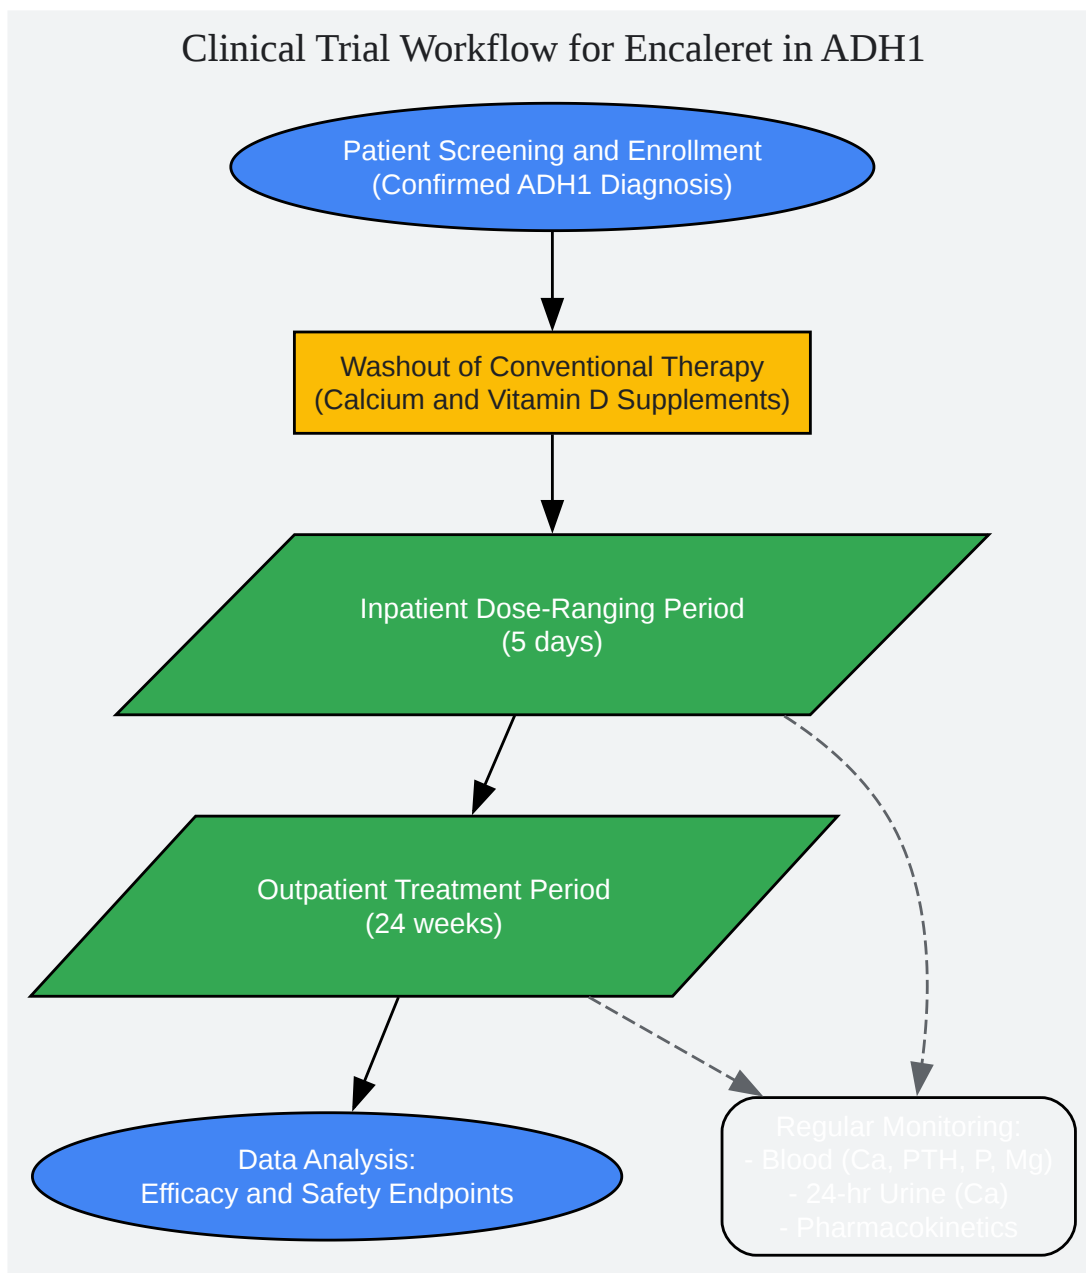 Clinical Trial Workflow for Encaleret in ADH1
Patient Screening and Enrollment
(Confirmed ADH1 Diagnosis)
Washout of Conventional Therapy
(Calcium and Vitamin D Supplements)
Inpatient Dose-Ranging Period
(5 days)
Outpatient Treatment Period
(24 weeks)
Data Analysis:
Efficacy and Safety Endpoints
Regular Monitoring:
- Blood (Ca, PTH, P, Mg)
- 24-hr Urine (Ca)
- Pharmacokinetics